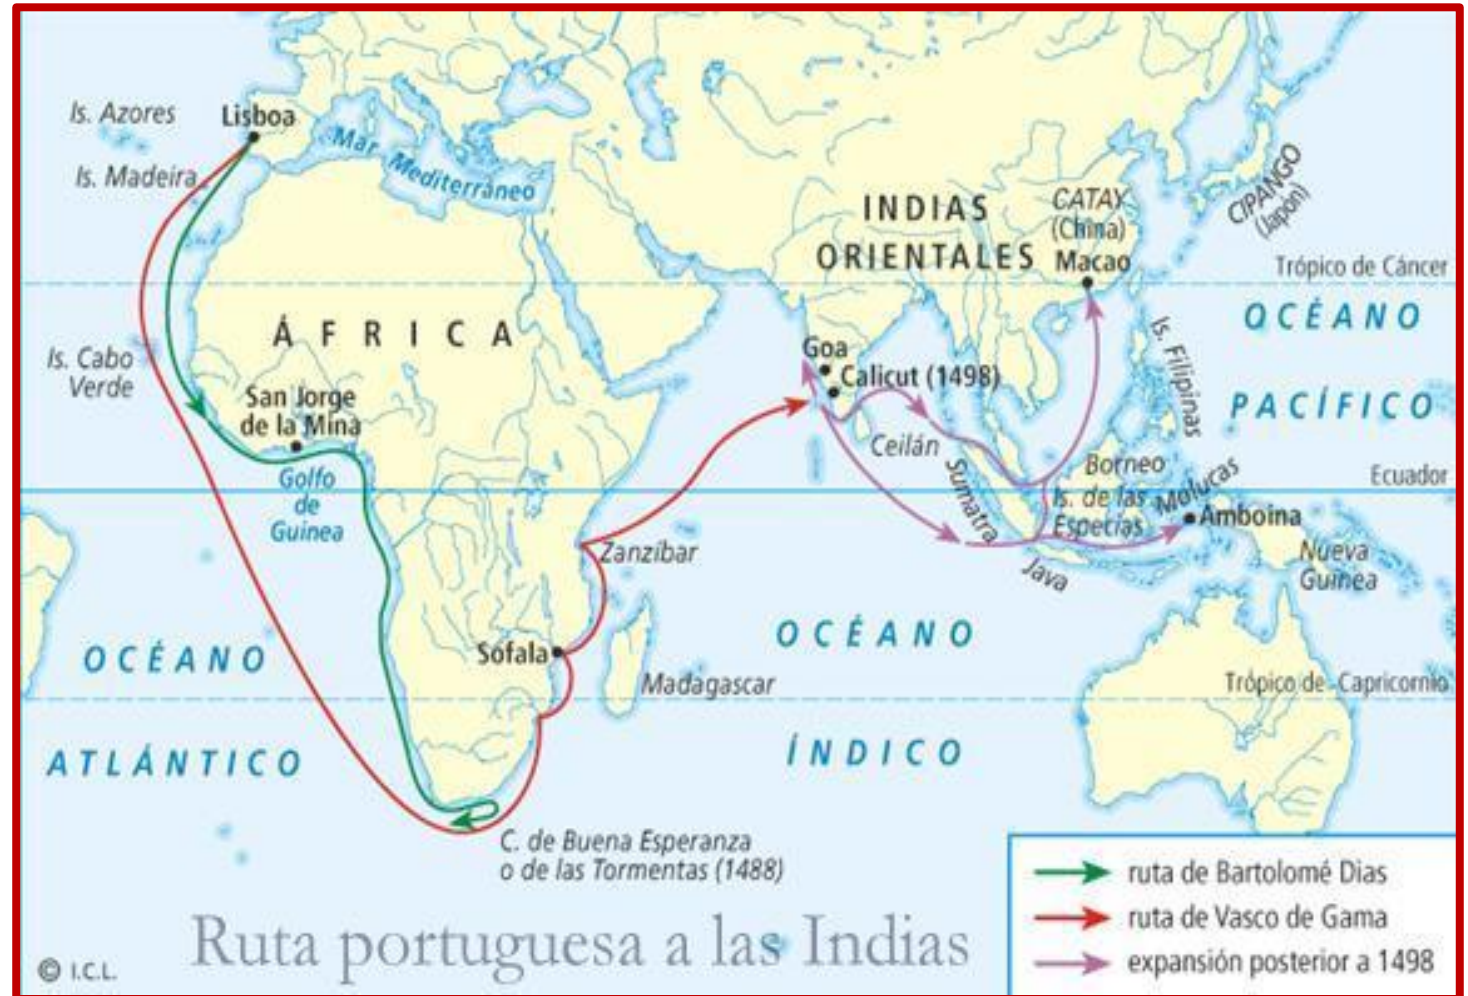 Is. Azores
Lisboa
Is. Madeira
Mar Mediterráneo
INDIAS
ORIENTALES
CATAY
(China)
Macao
CIPANGO
(Japón)
Trópico de Cáncer
OCÉANO
PACÍFICO
ÁFRICA
Is. Cabo
Verde
San Jorge
de la Mina
Golfo
de
Guinea
Goa
Calicut (1498)
Ceilán
Is. Filipinas
Sumatra
Borneo
Is. de las
Especias
Molucas
Amboina
Ecuador
Java
Nueva
Guinea
Zanzíbar
Sofala
Madagascar
OCÉANO
ATLÁNTICO
OCÉANO
ÍNDICO
Trópico de Capricornio
C. de Buena Esperanza
o de las Tormentas (1488)
ruta de Bartolomé Dias
ruta de Vasco de Gama
expansión posterior a 1498
Ruta portuguesa a las Indias
© I.C.L.